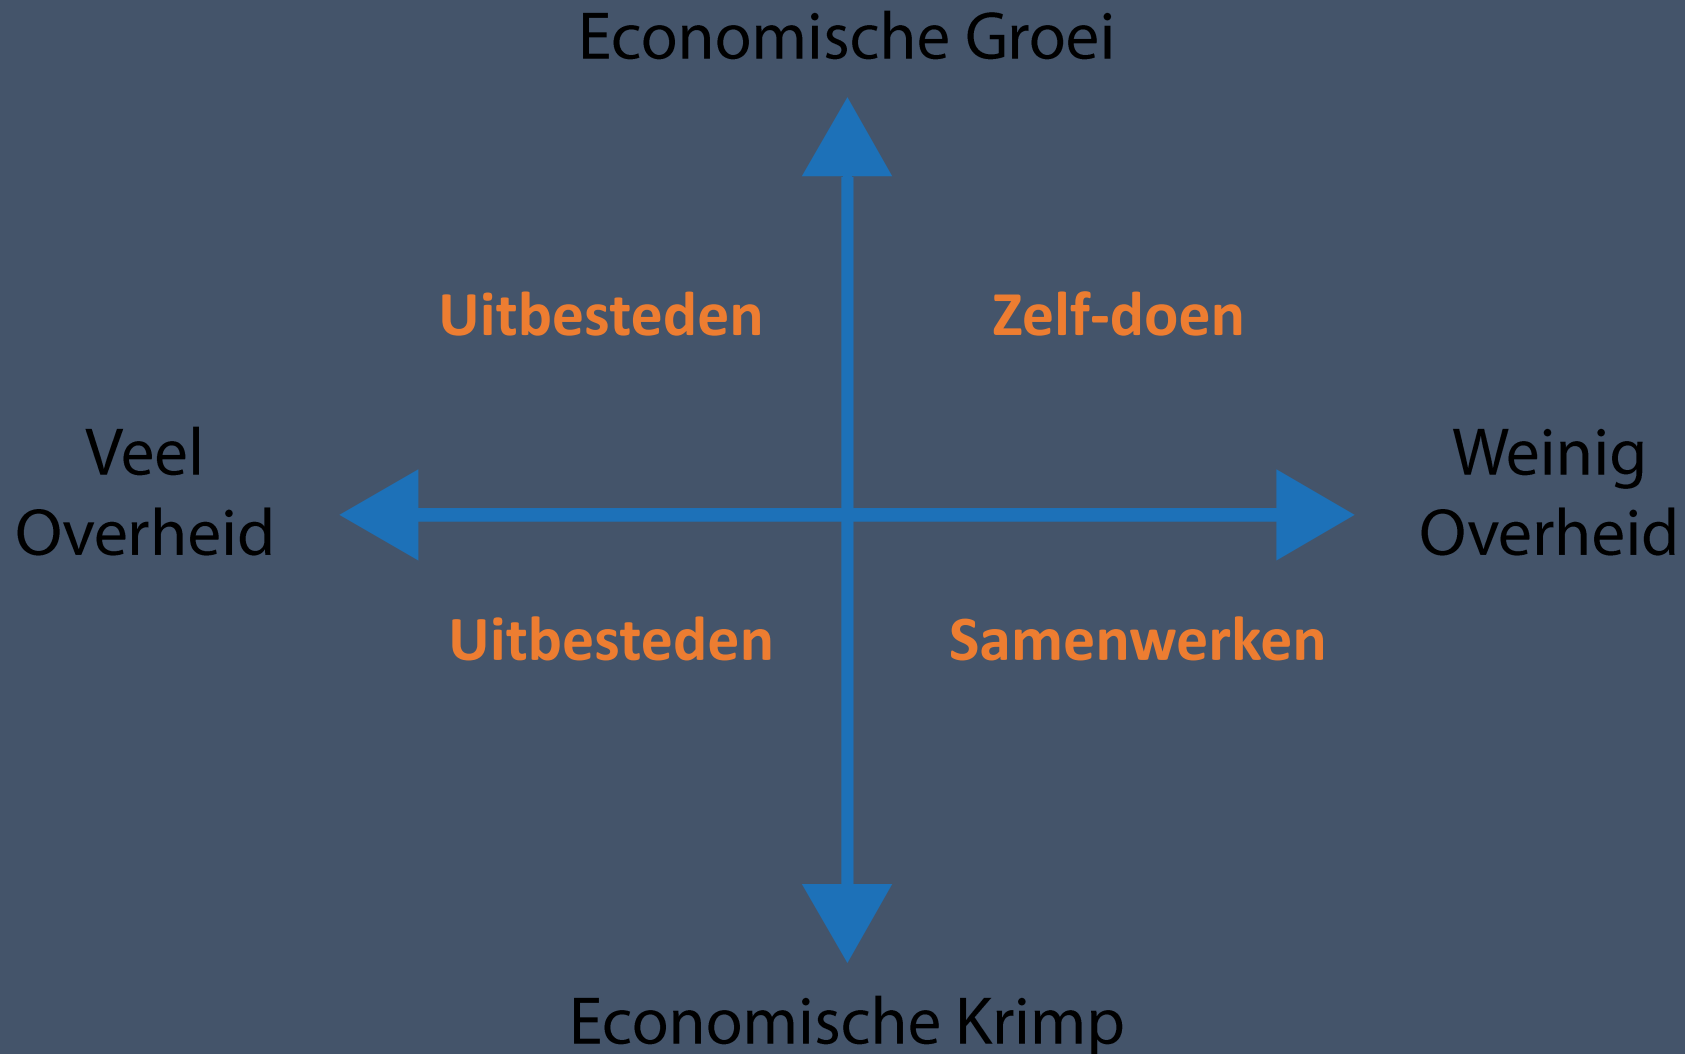 Economische Groei
Uitbesteden
Zelf-doen
Veel
Overheid
Weinig
Overheid
Uitbesteden
Samenwerken
Economische Krimp